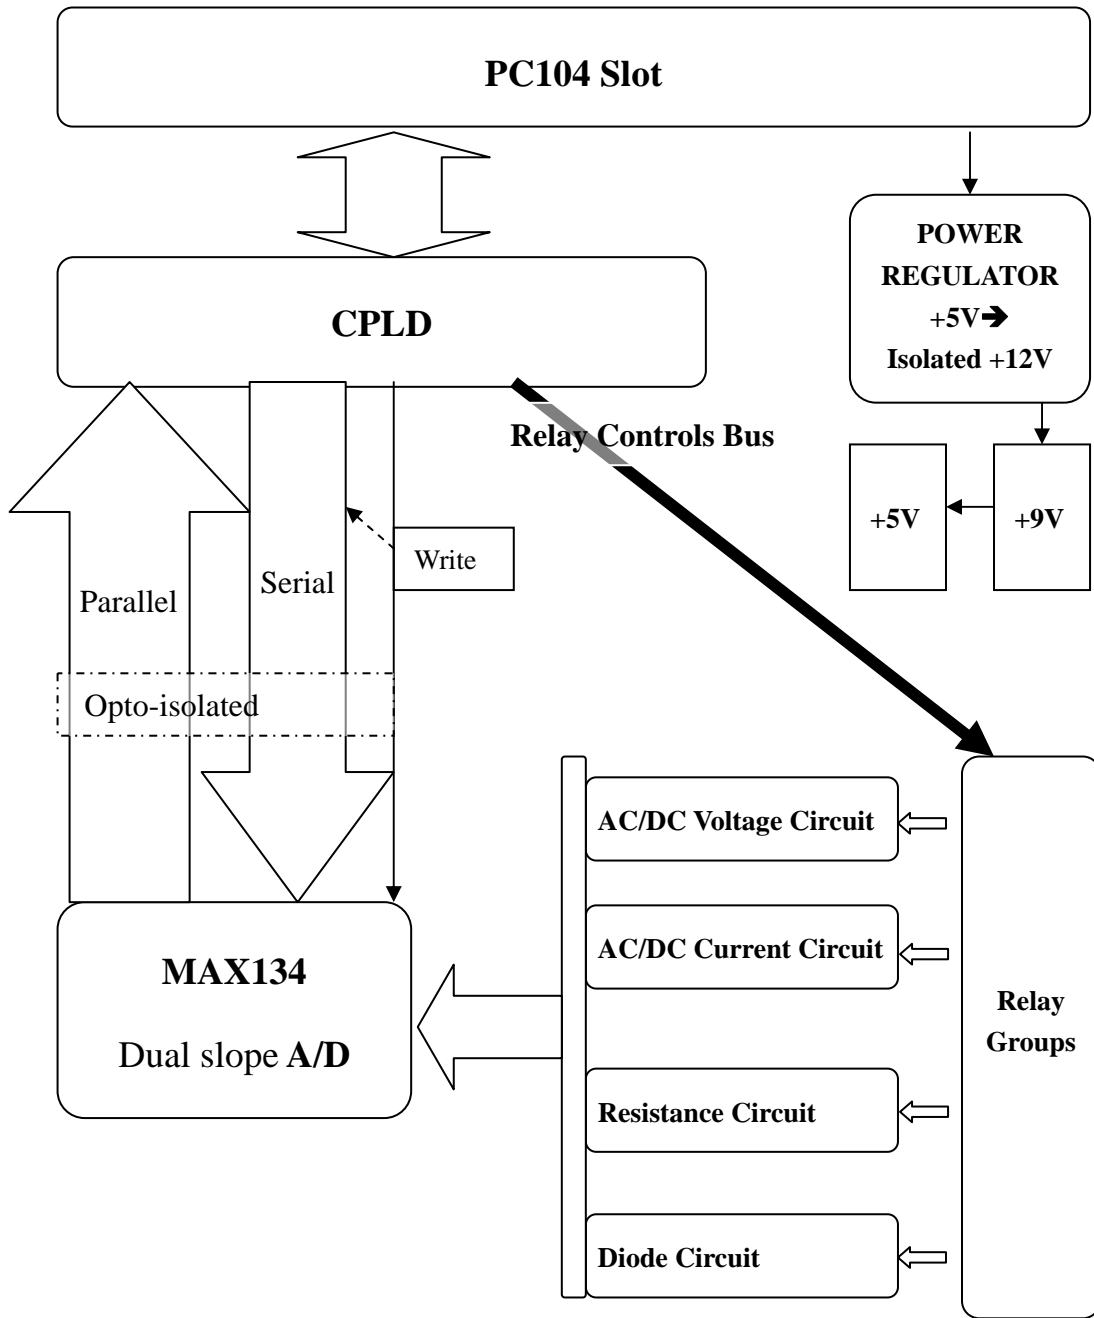 PC104 Slot
POWER
REGULATOR
+5V➔
Isolated +12V
CPLD
Relay Controls Bus
+5V
+9V
Write
Serial
Parallel
Opto-isolated
AC/DC Voltage Circuit
AC/DC Current Circuit
MAX134
Dual slope A/D
Relay
Groups
Resistance Circuit
Diode Circuit